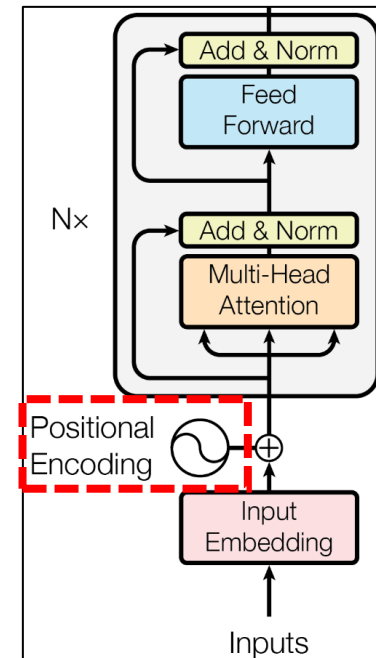 Add & Norm
Feed
Forward
N×
Add & Norm
Multi-Head
Attention
Positional
Encoding
Input
Embedding
Inputs